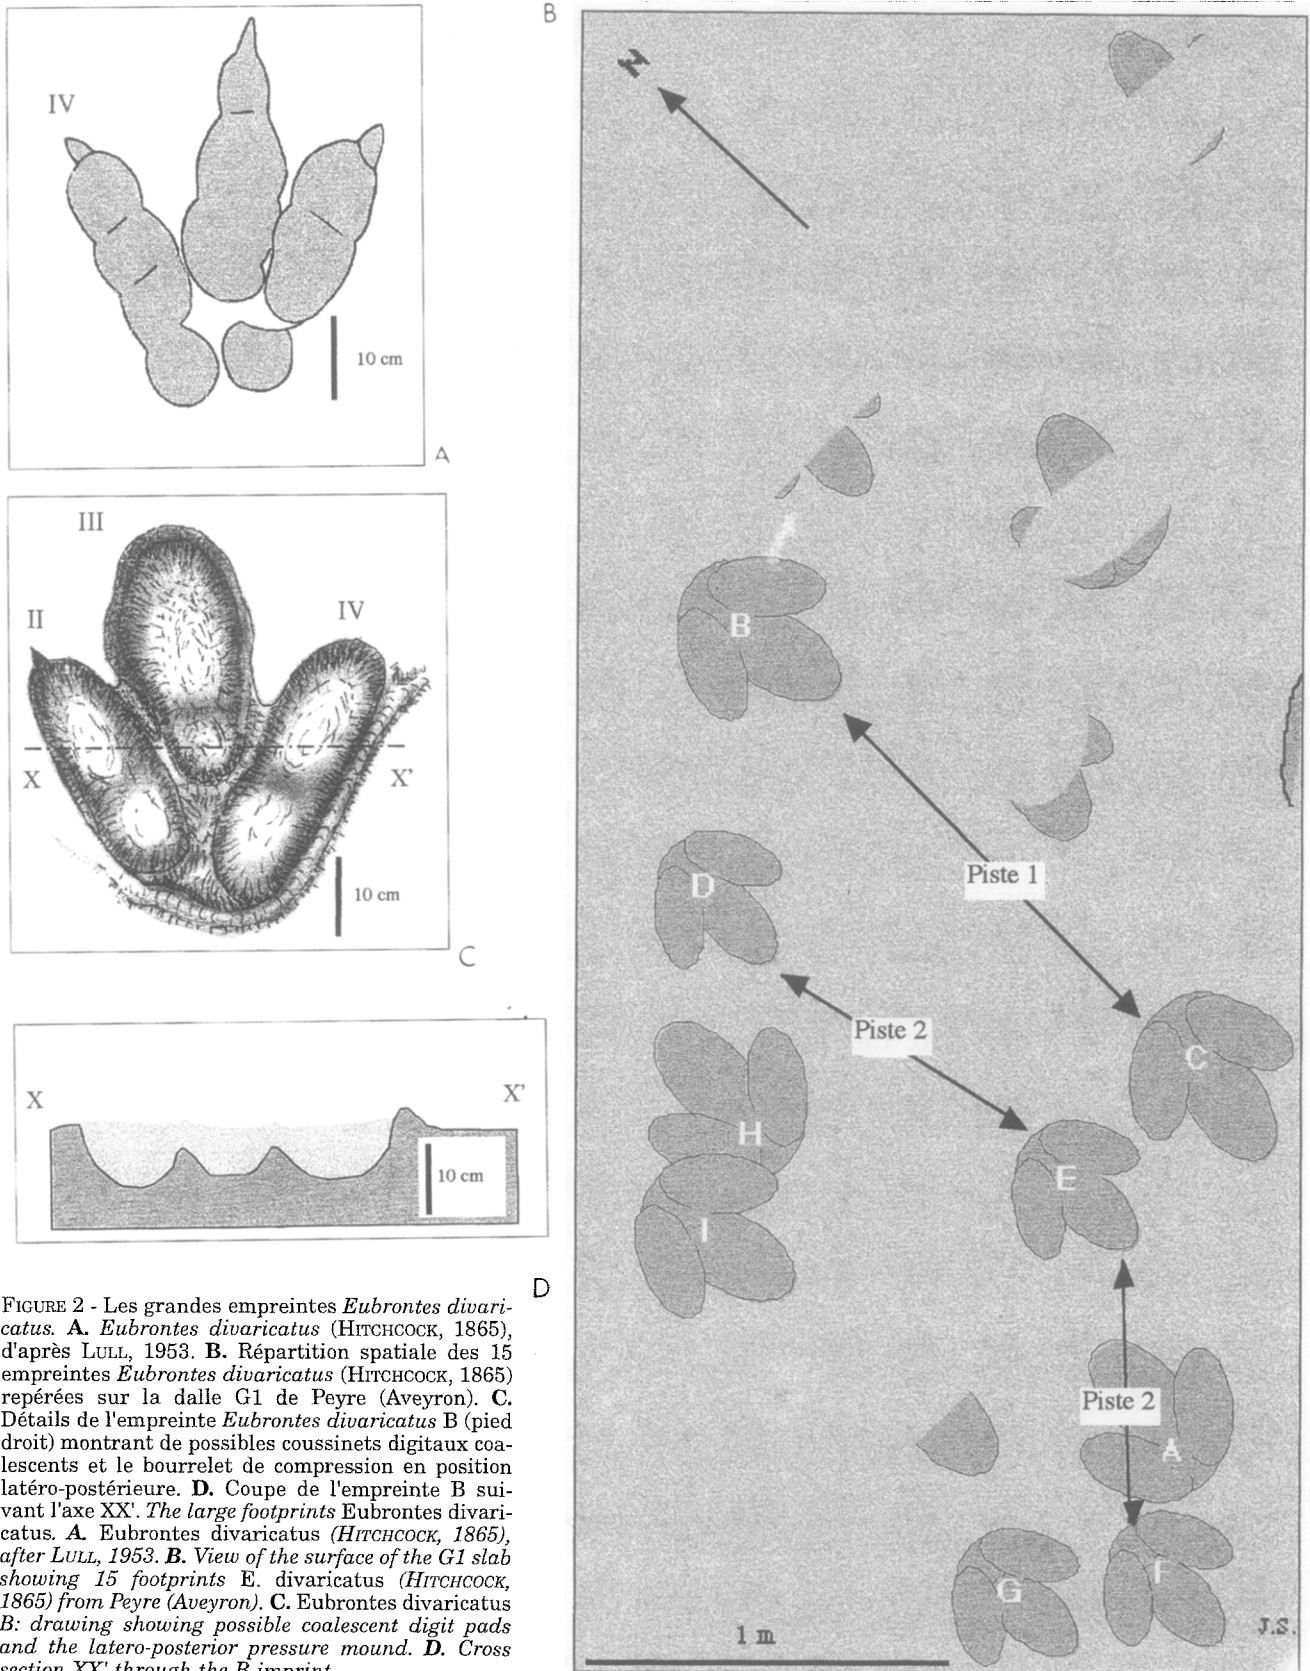 B
IV
10 cm
A
III
II
IV
X
X'
10 cm
C
X
X'
10 cm
D
N
B
Piste 1
D
Piste 2
C
H
E
I
Piste 2
A
G
F
1 m
J.S.
FIGURE 2 - Les grandes empreintes Eubrontes divari-
catus. A. Eubrontes divaricatus (HITCHCOCK, 1865),
d'après LULL, 1953. B. Répartition spatiale des 15
empreintes Eubrontes divaricatus (HITCHCOCK, 1865)
repérées sur la dalle G1 de Peyre (Aveyron). C.
Détails de l'empreinte Eubrontes divaricatus B (pied
droit) montrant de possibles coussinets digitaux coa-
lescents et le bourrelet de compression en position
latéro-postérieure. D. Coupe de l'empreinte B sui-
vant l'axe XX'. The large footprints Eubrontes divari-
catus. A. Eubrontes divaricatus (HITCHCOCK, 1865),
after LULL, 1953. B. View of the surface of the G1 slab
showing 15 footprints E. divaricatus (HITCHCOCK,
1865) from Peyre (Aveyron). C. Eubrontes divaricatus
B: drawing showing possible coalescent digit pads
and the latero-posterior pressure mound. D. Cross
section XX' through the B imprint